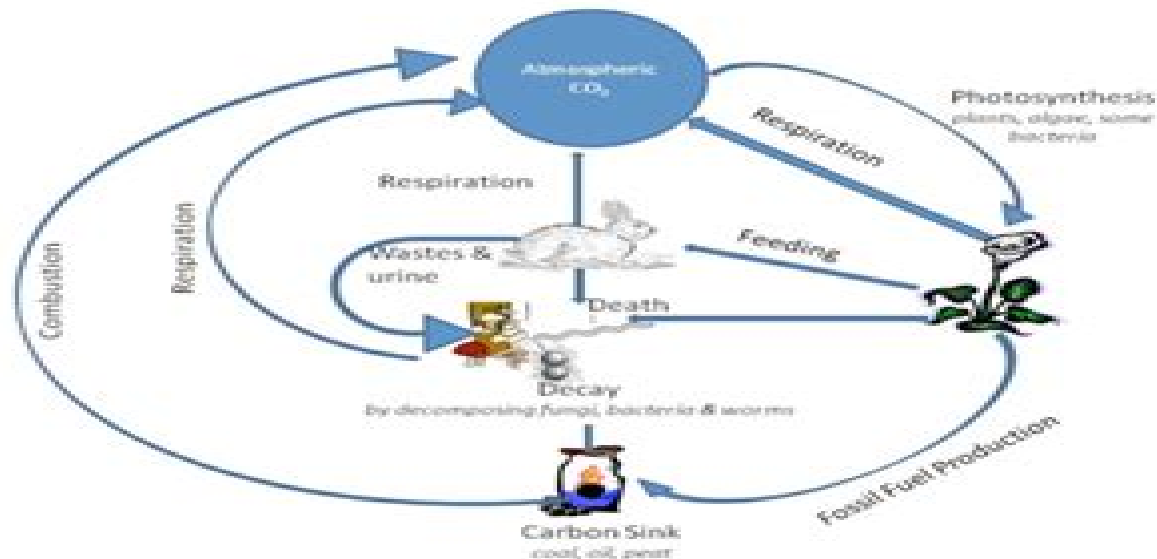 Atmospheric
CO₂
Photosynthesis
plants, algae, some
bacteria
Respiration
Respiration
Respiration
Combustion
Wastes &
urine
Feeding
Death
Decay
by decomposing fungi, bacteria & worms
Fossil Fuel Production
Carbon Sink
coal, oil, peat